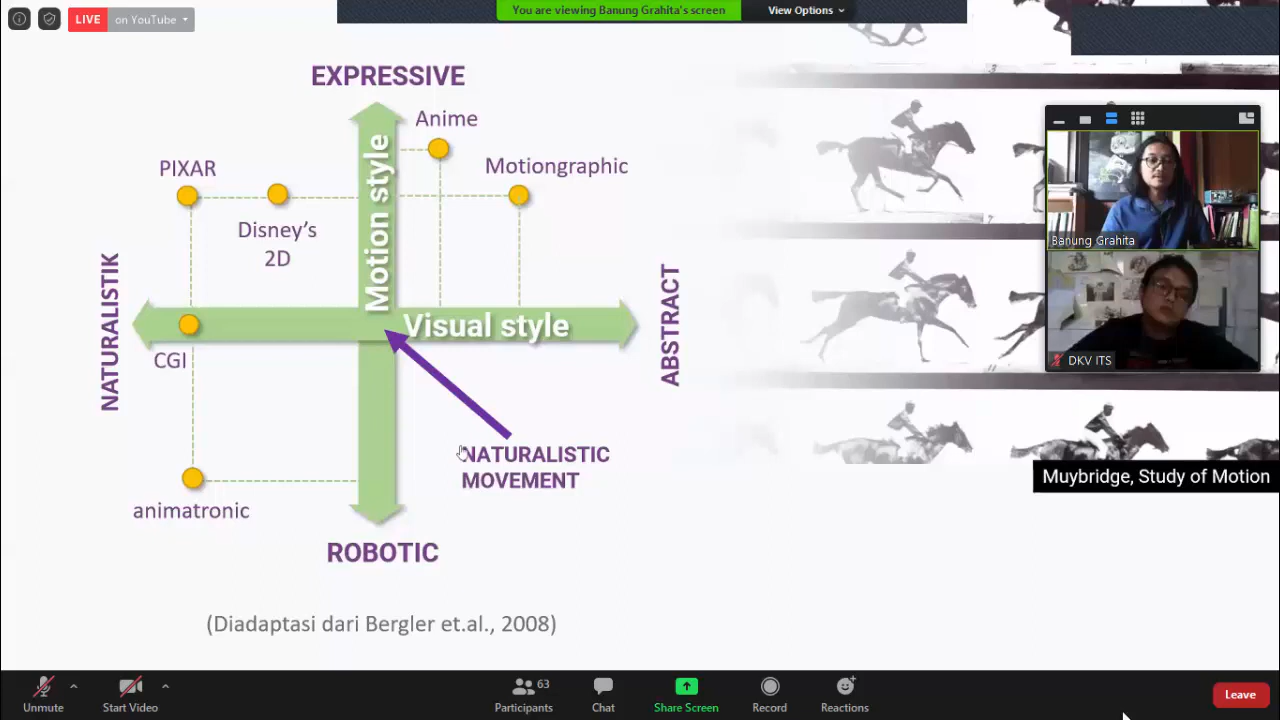 LIVE
on YouTube
You are viewing Banung Grahita's screen
View Options
EXPRESSIVE
Anime
PIXAR
Motiongraphic
Disney's
2D
Motion style
NATURALISTIK
Visual style
ABSTRACT
CGI
NATURALISTIC
MOVEMENT
animatronic
ROBOTIC
(Diadaptasi dari Bergler et.al., 2008)
Banung Grahita
DKV ITS
Muybridge, Study of Motion
Unmute
Start Video
63
Participants
Chat
Share Screen
Record
Reactions
Leave